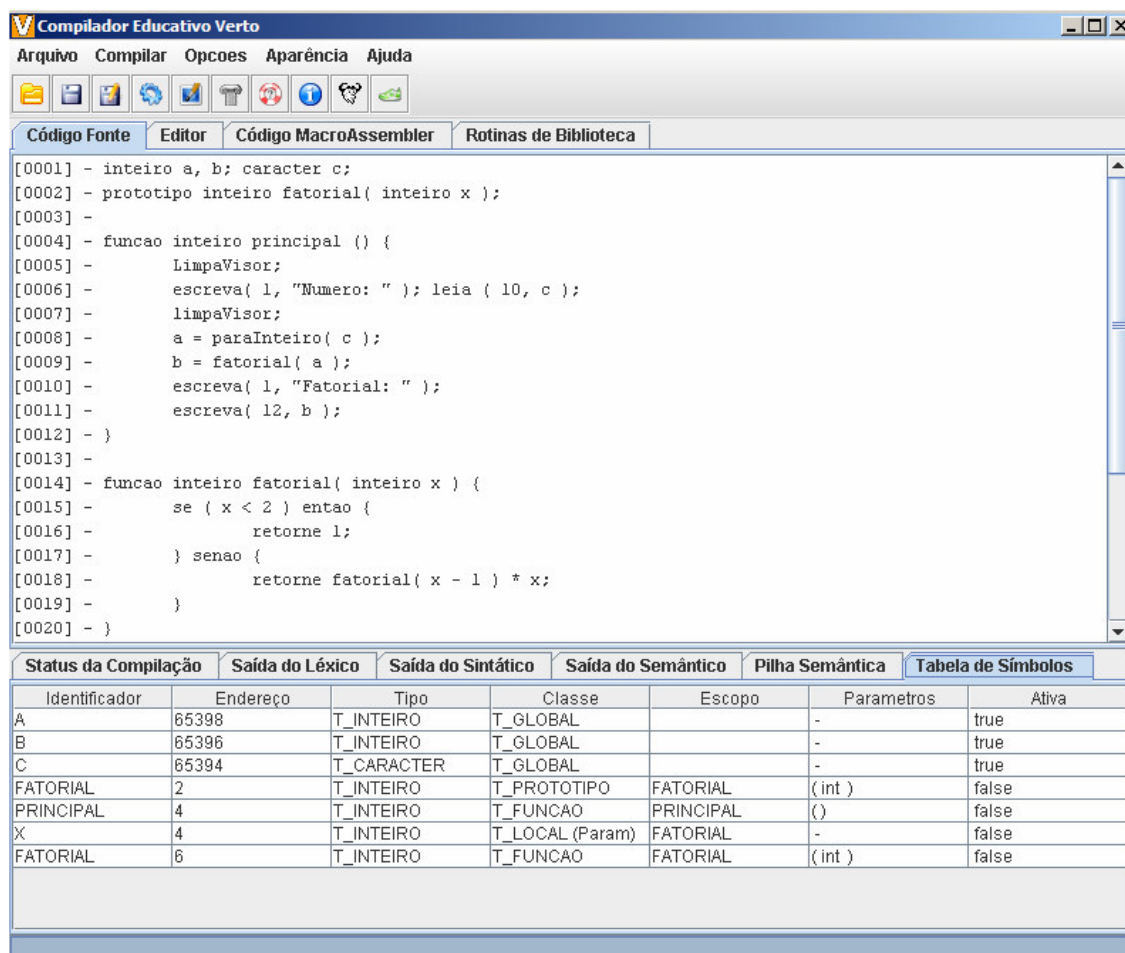 Compilador Educativo Verto
Arquivo Compilar Opcoes Aparência Ajuda
Código Fonte Editor Código MacroAssembler Rotinas de Biblioteca
[0001] - inteiro a, b; caracter c;
[0002] - prototipo inteiro fatorial( inteiro x );
[0003] -
[0004] - funcao inteiro principal () {
[0005] - LimpaVisor;
[0006] - escreva( 1, "Numero: " ); leia ( 10, c );
[0007] - limpaVisor;
[0008] - a = paraInteiro( c );
[0009] - b = fatorial( a );
[0010] - escreva( 1, "Fatorial: " );
[0011] - escreva( 12, b );
[0012] - }
[0013] -
[0014] - funcao inteiro fatorial( inteiro x ) {
[0015] - se ( x < 2 ) entao {
[0016] - retorne 1;
[0017] - } senao {
[0018] - retorne fatorial( x - 1 ) * x;
[0019] - }
[0020] - }
Status da Compilação Saída do Léxico Saída do Sintático Saída do Semântico Pilha Semântica Tabela de Símbolos
Identificador Endereço Tipo Classe Escopo Parametros Ativa
A 65398 T_INTEIRO T_GLOBAL - true
B 65396 T_INTEIRO T_GLOBAL - true
C 65394 T_CARACTER T_GLOBAL - true
FATORIAL 2 T_INTEIRO T_PROTOTIPO FATORIAL ( int ) false
PRINCIPAL 4 T_INTEIRO T_FUNCAO PRINCIPAL () false
X 4 T_INTEIRO T_LOCAL (Param) FATORIAL - false
FATORIAL 6 T_INTEIRO T_FUNCAO FATORIAL ( int ) false